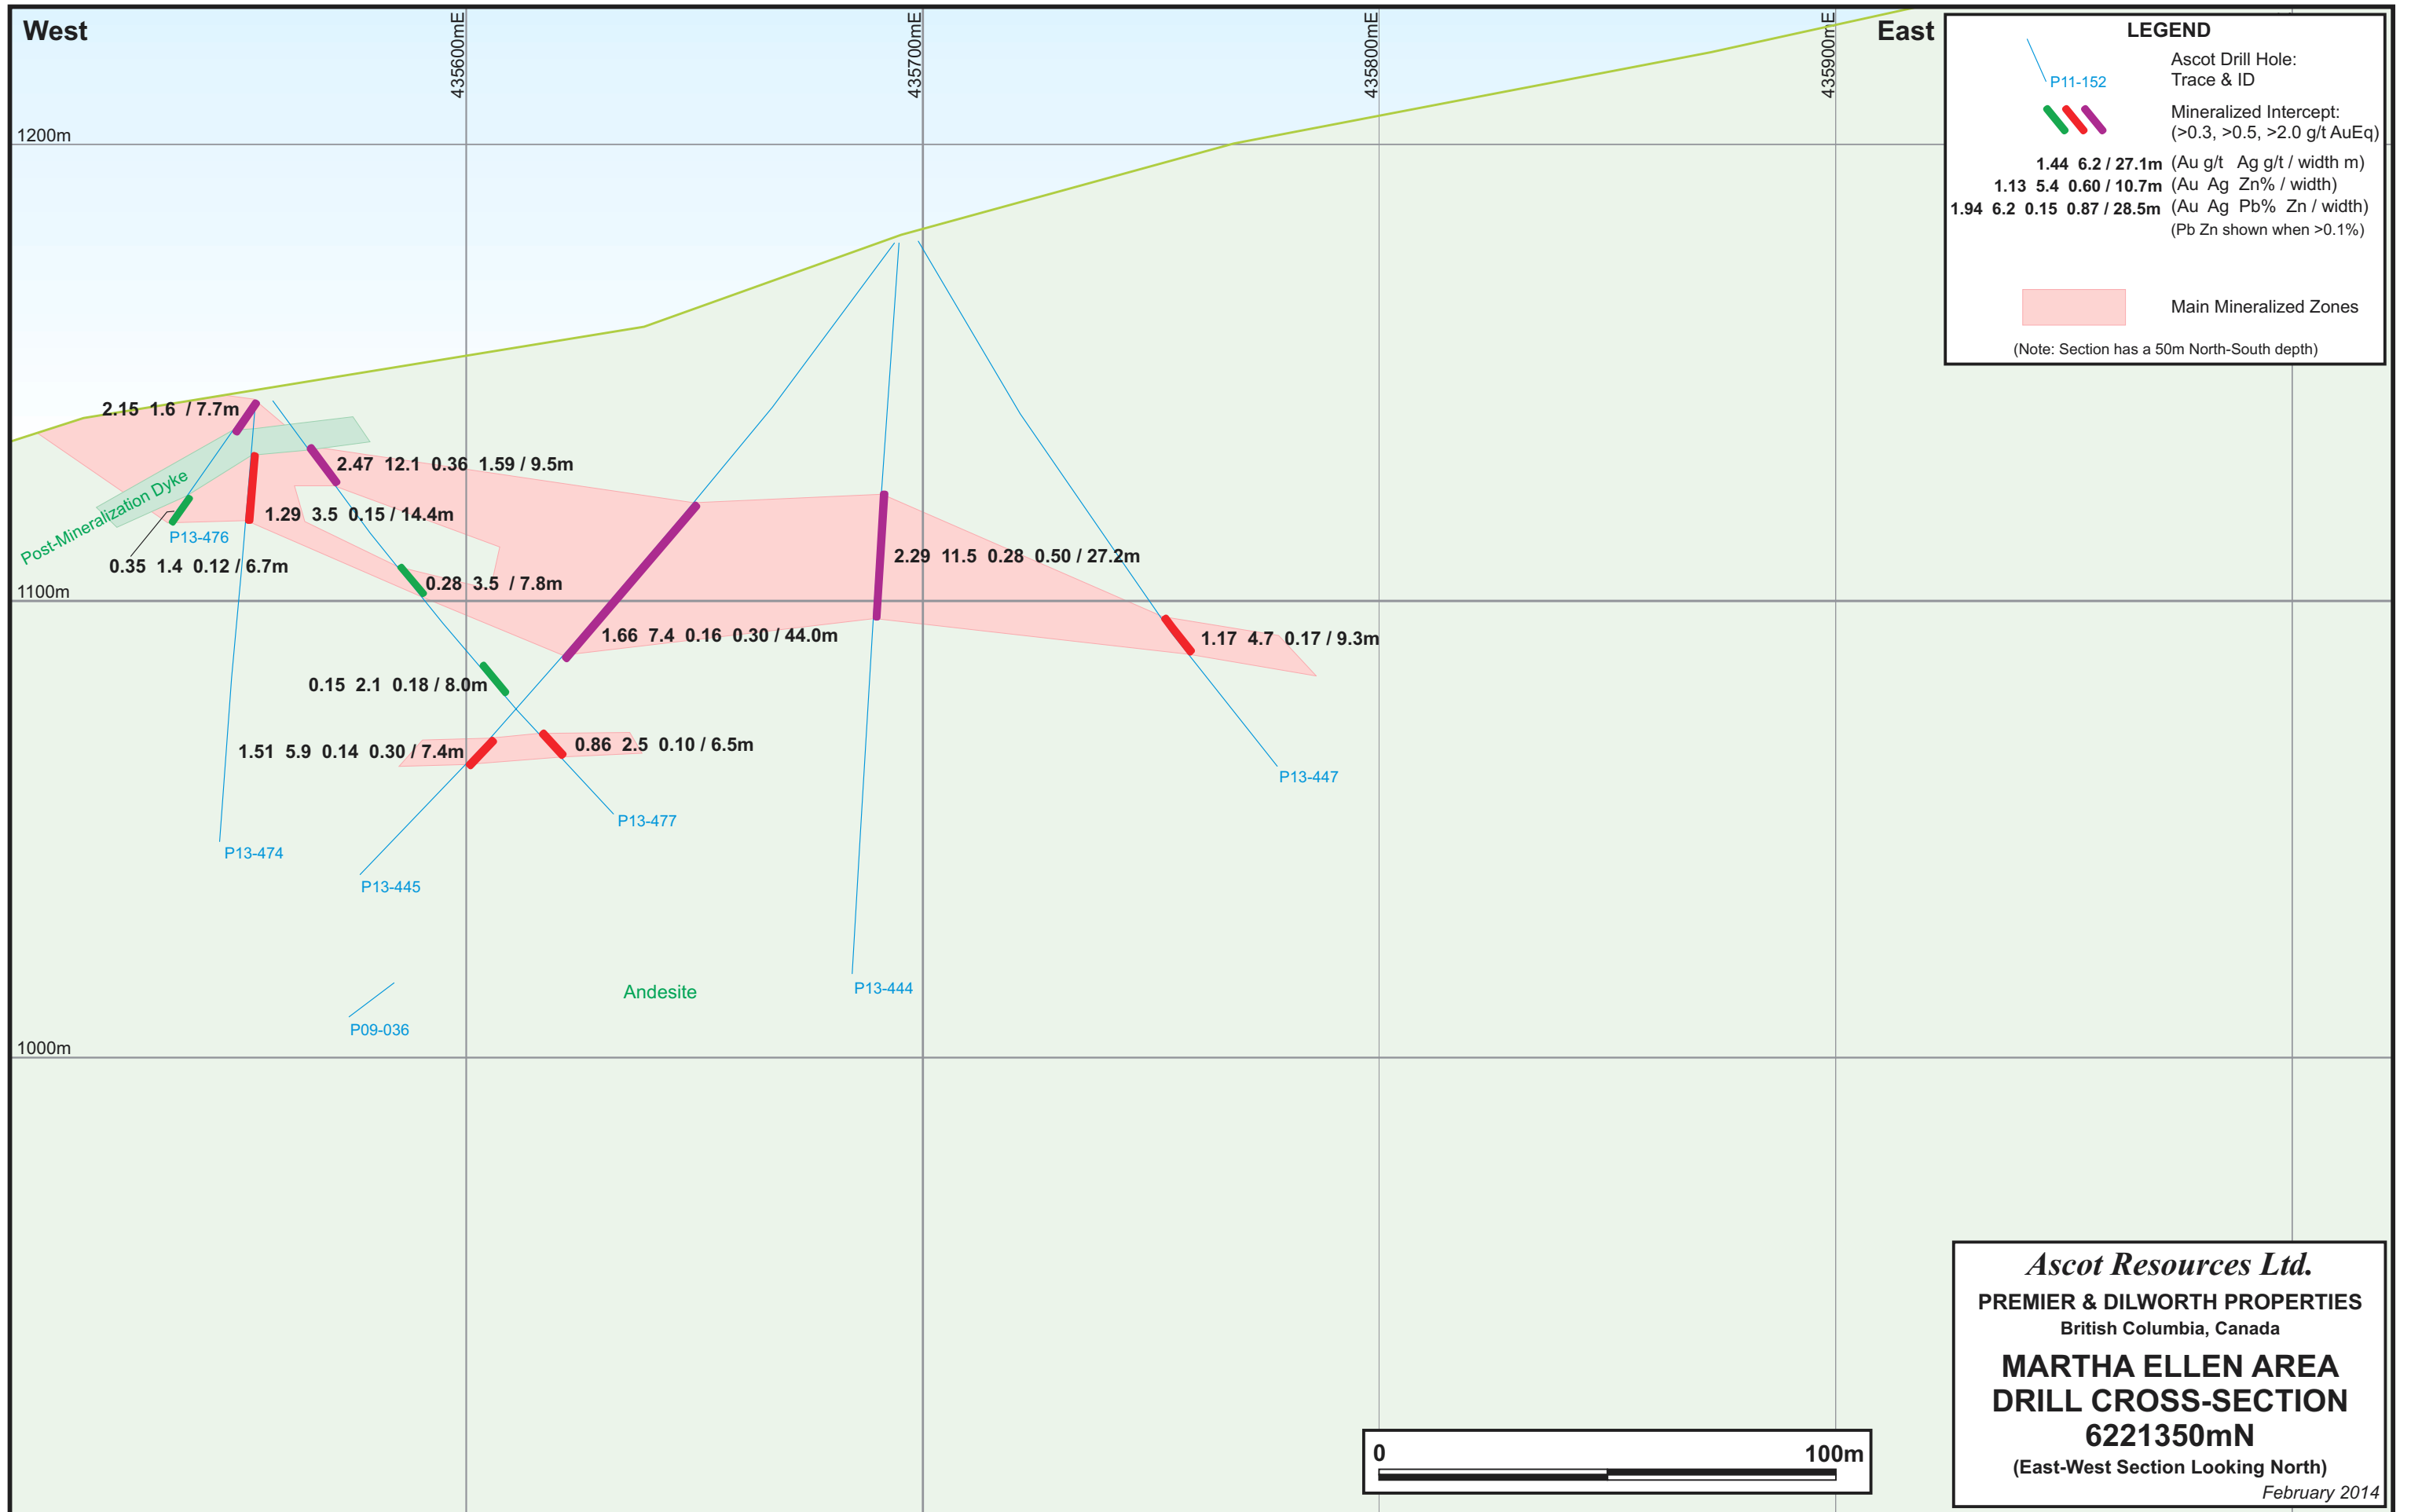 West
East
435600mE
435700mE
435800mE
435900mE
1200m
1100m
1000m
LEGEND
P11-152
Ascot Drill Hole:
Trace & ID
Mineralized Intercept:
(>0.3, >0.5, >2.0 g/t AuEq)
1.44 6.2 / 27.1m (Au g/t Ag g/t / width m)
1.13 5.4 0.60 / 10.7m (Au Ag Zn% / width)
1.94 6.2 0.15 0.87 / 28.5m (Au Ag Pb% Zn / width)
(Pb Zn shown when >0.1%)
Main Mineralized Zones
(Note: Section has a 50m North-South depth)
2.15 1.6 / 7.7m
2.47 12.1 0.36 1.59 / 9.5m
Post-Mineralization Dyke
1.29 3.5 0.15 / 14.4m
P13-476
0.35 1.4 0.12 / 6.7m
0.28 3.5 / 7.8m
2.29 11.5 0.28 0.50 / 27.2m
1.66 7.4 0.16 0.30 / 44.0m
1.17 4.7 0.17 / 9.3m
0.15 2.1 0.18 / 8.0m
1.51 5.9 0.14 0.30 / 7.4m
0.86 2.5 0.10 / 6.5m
P13-447
P13-477
P13-474
P13-445
P13-444
Andesite
P09-036
0 100m
Ascot Resources Ltd.
PREMIER & DILWORTH PROPERTIES
British Columbia, Canada
MARTHA ELLEN AREA
DRILL CROSS-SECTION
6221350mN
(East-West Section Looking North)
February 2014